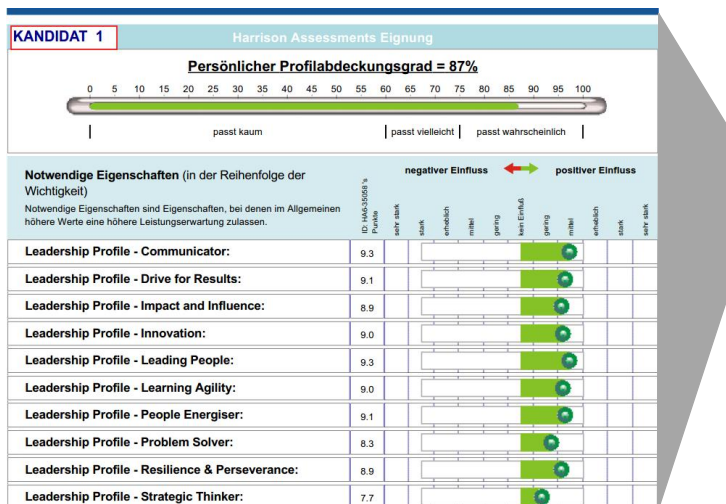 KANDIDAT 1
Harrison Assessments Eignung
Persönlicher Profilabdeckungsgrad = 87%
0 5 10 15 20 25 30 35 40 45 50 55 60 65 70 75 80 85 90 95 100
passt kaum passt vielleicht passt wahrscheinlich
Notwendige Eigenschaften (in der Reihenfolge der
Wichtigkeit)
Notwendige Eigenschaften sind Eigenschaften, bei denen im Allgemeinen
höhere Werte eine höhere Leistungserwartung zulassen.
ID: HA6-35058 's
Punkte
negativer Einfluss positiver Einfluss
sehr stark
stark
erheblich
mittel
gering
kein Einfluß
gering
mittel
erheblich
stark
sehr stark
Leadership Profile - Communicator: 9.3
Leadership Profile - Drive for Results: 9.1
Leadership Profile - Impact and Influence: 8.9
Leadership Profile - Innovation: 9.0
Leadership Profile - Leading People: 9.3
Leadership Profile - Learning Agility: 9.0
Leadership Profile - People Energiser: 9.1
Leadership Profile - Problem Solver: 8.3
Leadership Profile - Resilience & Perseverance: 8.9
Leadership Profile - Strategic Thinker: 7.7